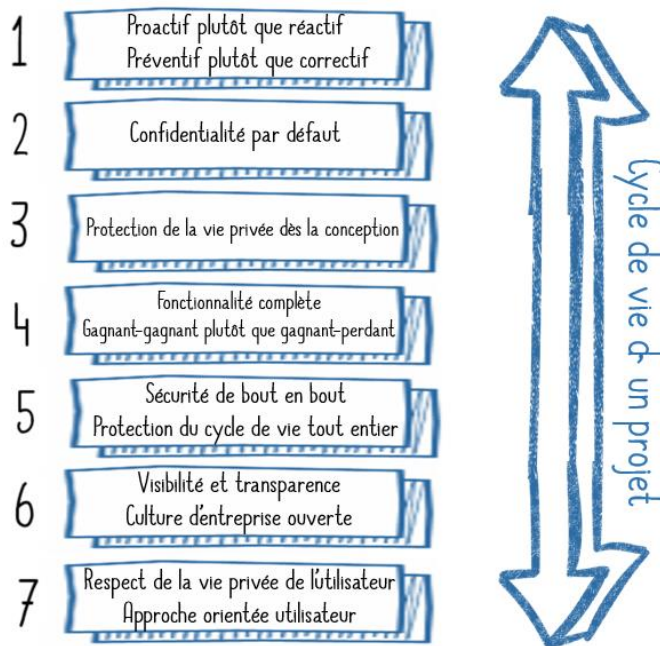 1
Proactif plutôt que réactif
Préventif plutôt que correctif
2
Confidentialité par défaut
3
Protection de la vie privée dès la conception
4
Fonctionnalité complète
Gagnant-gagnant plutôt que gagnant-perdant
5
Sécurité de bout en bout
Protection du cycle de vie tout entier
6
Visibilité et transparence
Culture d'entreprise ouverte
7
Respect de la vie privée de l'utilisateur
Approche orientée utilisateur
Cycle de vie d un projet